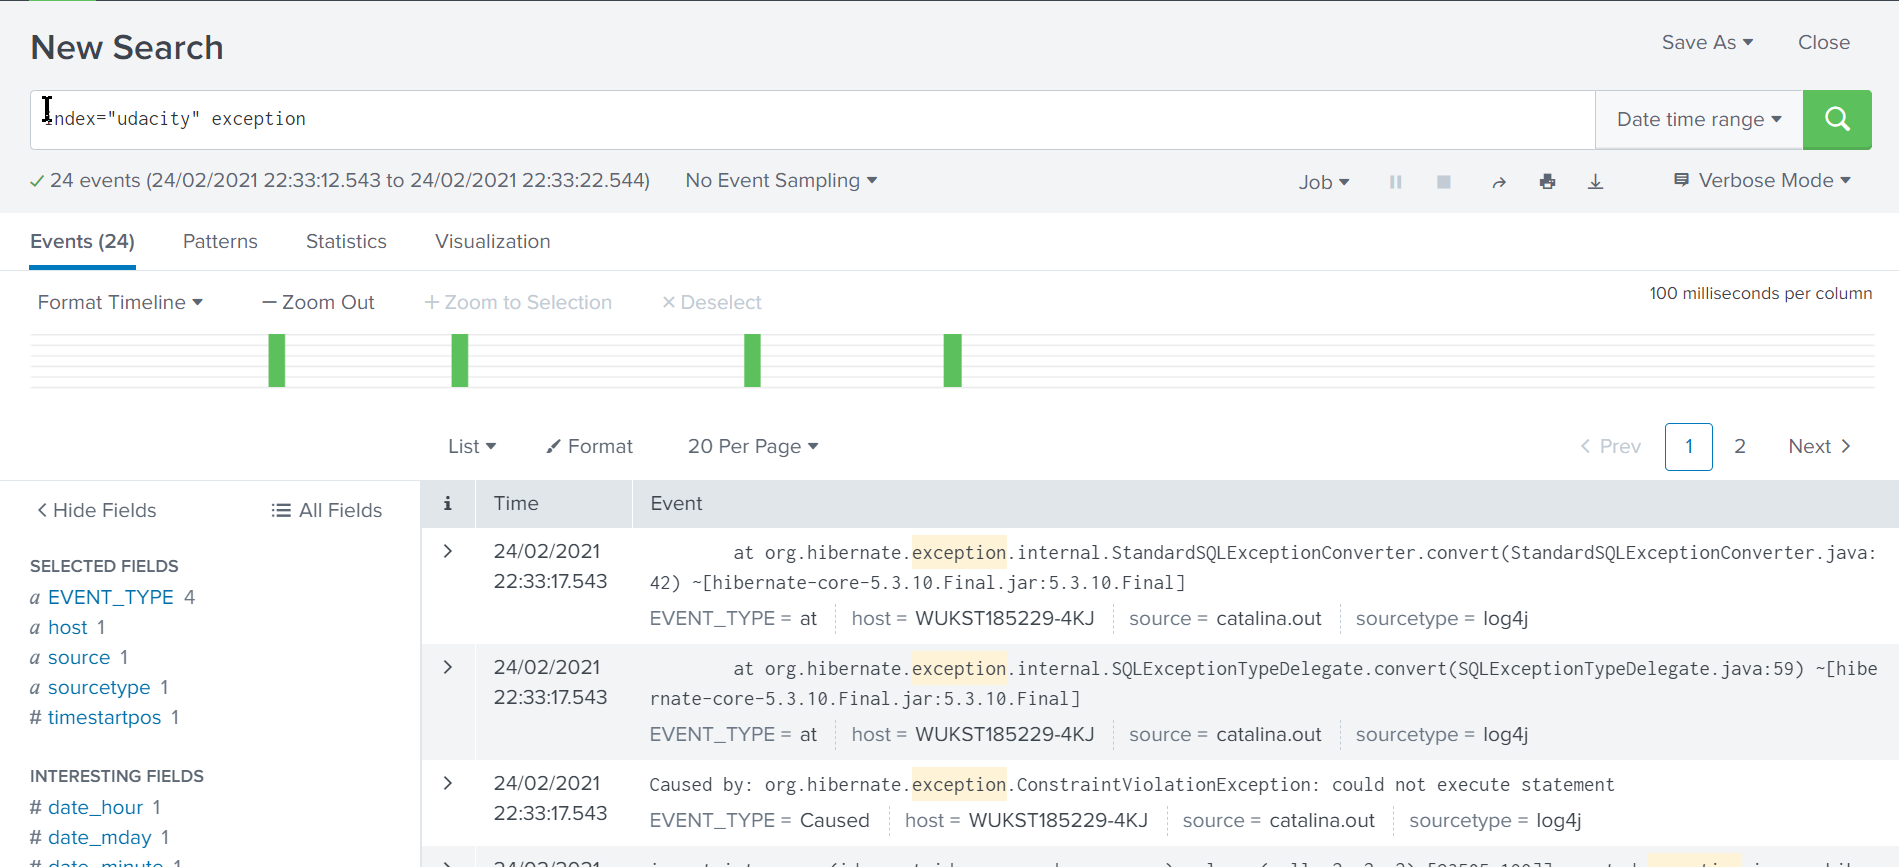 New Search
Save As
Close
index="udacity" exception
Date time range
24 events (24/02/2021 22:33:12.543 to 24/02/2021 22:33:22.544)
No Event Sampling
Job
Verbose Mode
Events (24)
Patterns
Statistics
Visualization
Format Timeline
— Zoom Out
+ Zoom to Selection
× Deselect
100 milliseconds per column
List
Format
20 Per Page
< Prev
1
2
Next >
< Hide Fields
All Fields
SELECTED FIELDS
a EVENT_TYPE 4
a host 1
a source 1
a sourcetype 1
# timestartpos 1
INTERESTING FIELDS
# date_hour 1
# date_mday 1
# date_minute 1
i
Time
Event
>
24/02/2021
22:33:17.543
at org.hibernate.exception.internal.StandardSQLExceptionConverter.convert(StandardSQLExceptionConverter.java:
42) ~[hibernate-core-5.3.10.Final.jar:5.3.10.Final]
EVENT_TYPE = at host = WUKST185229-4KJ source = catalina.out sourcetype = log4j
>
24/02/2021
22:33:17.543
at org.hibernate.exception.internal.SQLExceptionTypeDelegate.convert(SQLExceptionTypeDelegate.java:59) ~[hibe
rnate-core-5.3.10.Final.jar:5.3.10.Final]
EVENT_TYPE = at host = WUKST185229-4KJ source = catalina.out sourcetype = log4j
>
24/02/2021
22:33:17.543
Caused by: org.hibernate.exception.ConstraintViolationException: could not execute statement
EVENT_TYPE = Caused host = WUKST185229-4KJ source = catalina.out sourcetype = log4j
24/02/2021